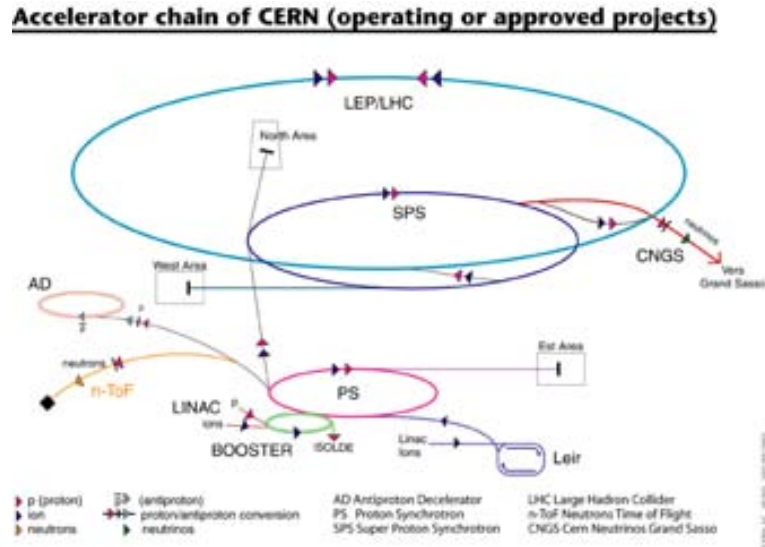 Accelerator chain of CERN (operating or approved projects)
LEP/LHC
North Area
SPS
neutrinos
CNGS
Vers
Grand Sasso
West Area
AD
p
Est Area
neutrons
n-ToF
PS
LINAC
p
Ions
BOOSTER
ISOLDE
Linac
Ions
Leir
p (proton)
ion
neutrons
(antiproton)
proton/antiproton conversion
neutrinos
AD Antiproton Decelerator
PS Proton Synchrotron
SPS Super Proton Synchrotron
LHC Large Hadron Collider
n-ToF Neutrons Time of Flight
CNGS Cern Neutrinos Grand Sasso